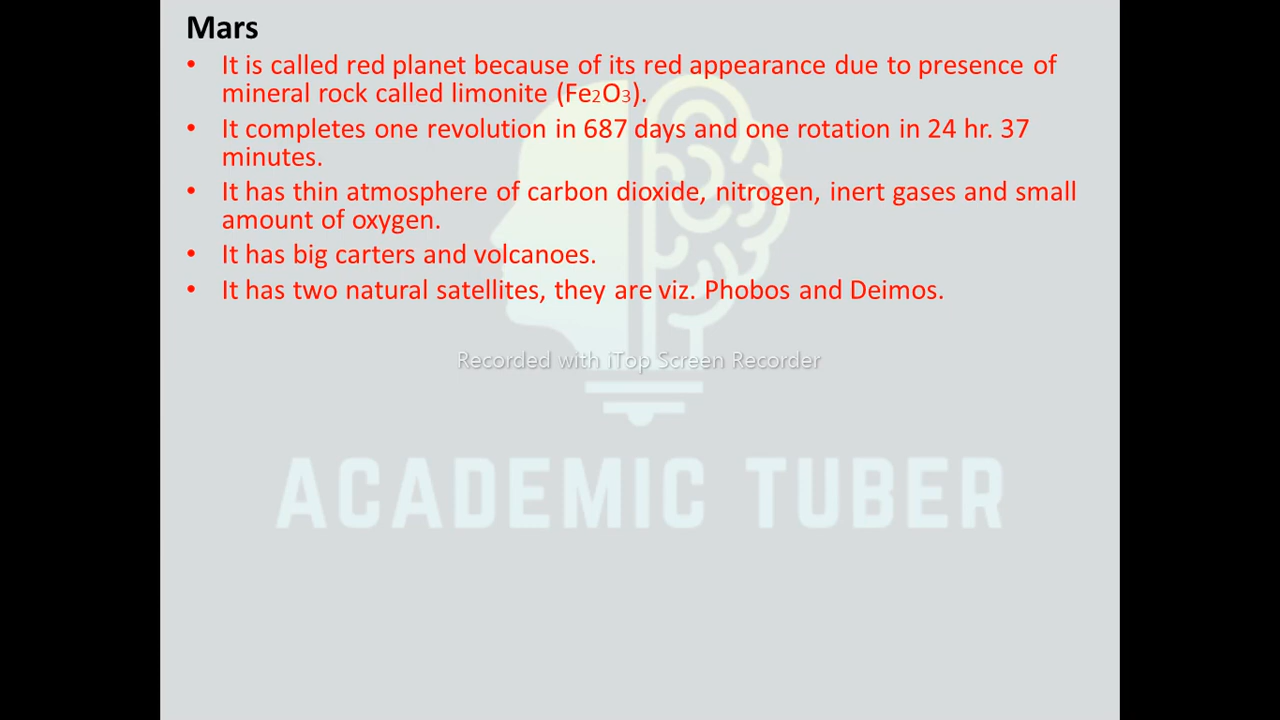 Mars
• It is called red planet because of its red appearance due to presence of
mineral rock called limonite (Fe₂O₃).
• It completes one revolution in 687 days and one rotation in 24 hr. 37
minutes.
• It has thin atmosphere of carbon dioxide, nitrogen, inert gases and small
amount of oxygen.
• It has big carters and volcanoes.
• It has two natural satellites, they are viz. Phobos and Deimos.
Recorded with iTop Screen Recorder
ACADEMIC TUBER